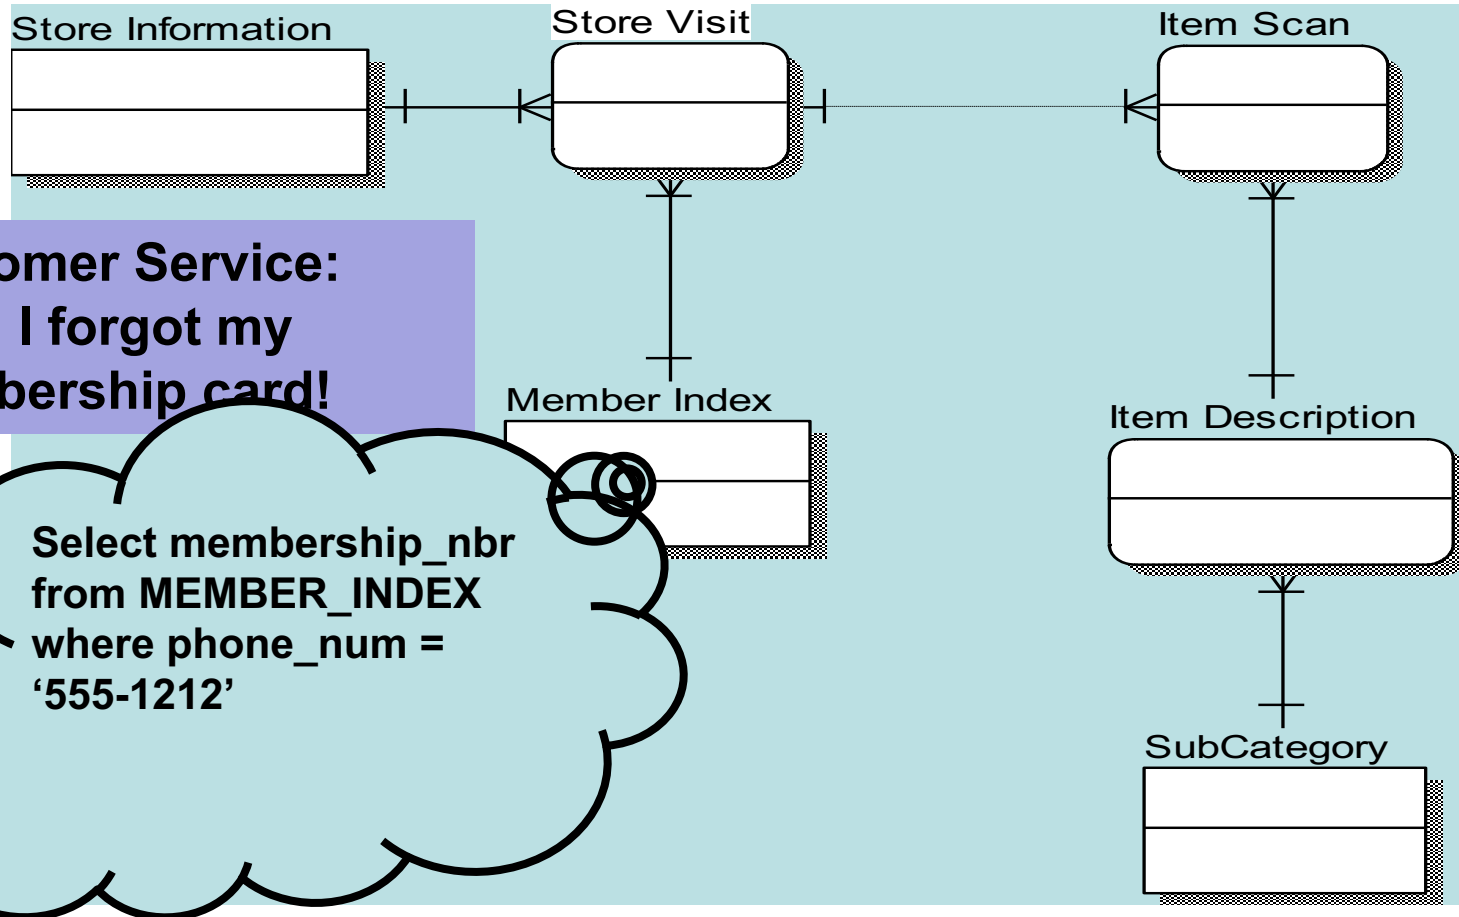 Store Information
Store Visit
Item Scan
omer Service:
I forgot my
bership card!
Member Index
Item Description
Select membership_nbr
from MEMBER_INDEX
where phone_num =
‘555-1212’
SubCategory